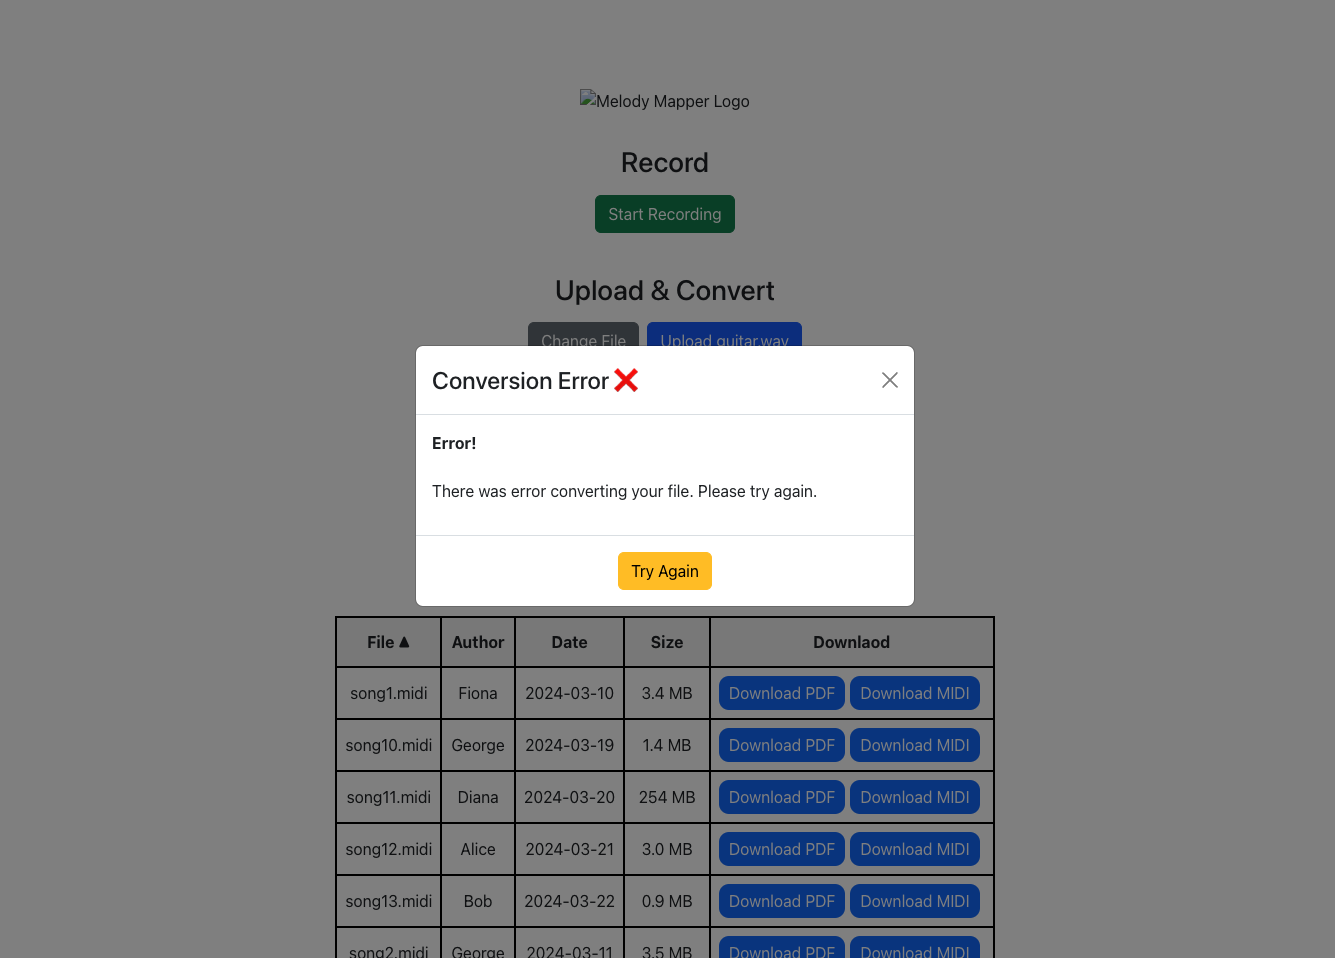 Melody Mapper Logo
Record
Start Recording
Upload & Convert
Change File Upload guitar.wav
Conversion Error ❌
Error!
There was error converting your file. Please try again.
Try Again
File ▲ Author Date Size Downlaod
song1.midi Fiona 2024-03-10 3.4 MB Download PDF Download MIDI
song10.midi George 2024-03-19 1.4 MB Download PDF Download MIDI
song11.midi Diana 2024-03-20 254 MB Download PDF Download MIDI
song12.midi Alice 2024-03-21 3.0 MB Download PDF Download MIDI
song13.midi Bob 2024-03-22 0.9 MB Download PDF Download MIDI
song2.midi George 2024-03-11 3.5 MB Download PDF Download MIDI